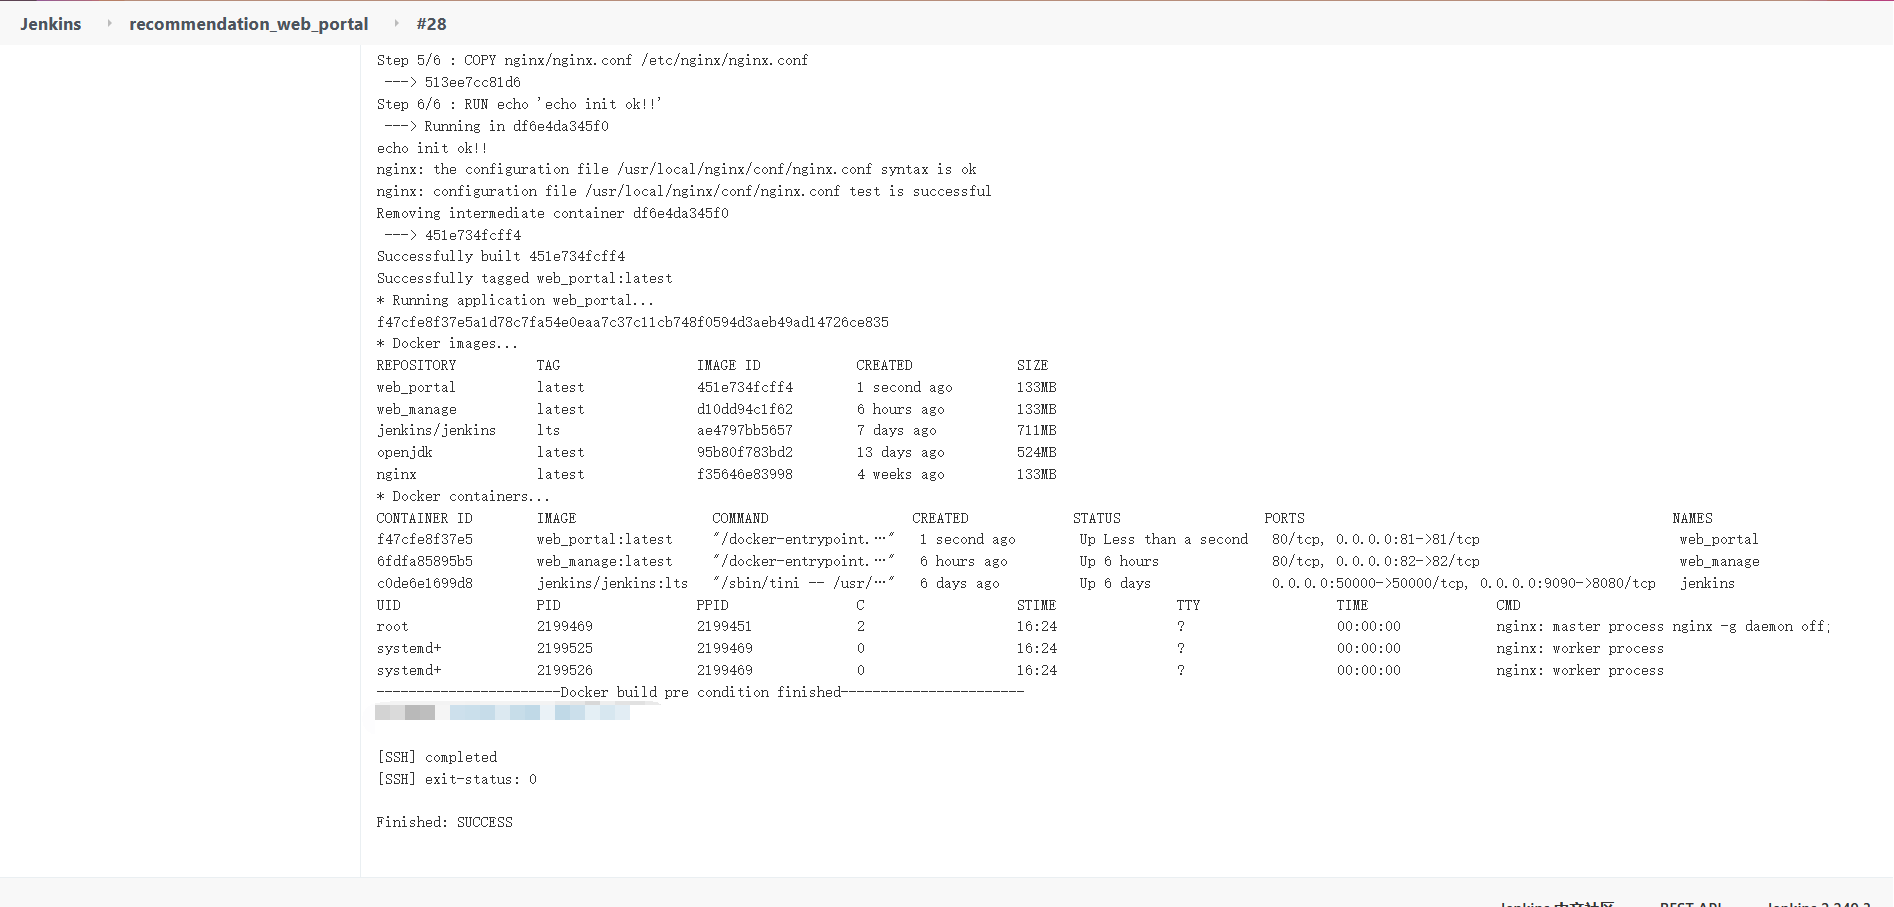 Jenkins recommendation_web_portal #28
Step 5/6 : COPY nginx/nginx.conf /etc/nginx/nginx.conf
---> 513ee7cc81d6
Step 6/6 : RUN echo 'echo init ok!!'
---> Running in df6e4da345f0
echo init ok!!
nginx: the configuration file /usr/local/nginx/conf/nginx.conf syntax is ok
nginx: configuration file /usr/local/nginx/conf/nginx.conf test is successful
Removing intermediate container df6e4da345f0
---> 451e734fcff4
Successfully built 451e734fcff4
Successfully tagged web_portal:latest
* Running application web_portal...
f47cfe8f37e5a1d78c7fa54e0eaa7c37c11cb748f0594d3aeb49ad14726ce835
* Docker images...
REPOSITORY TAG IMAGE ID CREATED SIZE
web_portal latest 451e734fcff4 1 second ago 133MB
web_manage latest d10dd94c1f62 6 hours ago 133MB
jenkins/jenkins lts ae4797bb5657 7 days ago 711MB
openjdk latest 95b80f783bd2 13 days ago 524MB
nginx latest f35646e83998 4 weeks ago 133MB
* Docker containers...
CONTAINER ID IMAGE COMMAND CREATED STATUS PORTS NAMES
f47cfe8f37e5 web_portal:latest "/docker-entrypoint.…" 1 second ago Up Less than a second 80/tcp, 0.0.0.0:81->81/tcp web_portal
6fdfa85895b5 web_manage:latest "/docker-entrypoint.…" 6 hours ago Up 6 hours 80/tcp, 0.0.0.0:82->82/tcp web_manage
c0de6e1699d8 jenkins/jenkins:lts "/sbin/tini -- /usr/…" 6 days ago Up 6 days 0.0.0.0:50000->50000/tcp, 0.0.0.0:9090->8080/tcp jenkins
UID PID PPID C STIME TTY TIME CMD
root 2199469 2199451 2 16:24 ? 00:00:00 nginx: master process nginx -g daemon off;
systemd+ 2199525 2199469 0 16:24 ? 00:00:00 nginx: worker process
systemd+ 2199526 2199469 0 16:24 ? 00:00:00 nginx: worker process
-----------------------Docker build pre condition finished-----------------------
[SSH] completed
[SSH] exit-status: 0
Finished: SUCCESS
Jenkins 中文社区 REST API Jenkins 2.249.3